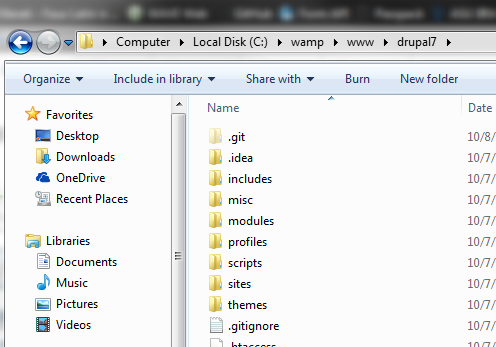 Computer ▸ Local Disk (C:) ▸ wamp ▸ www ▸ drupal7 ▸
Organize Include in library Share with Burn New folder
Name Date
Favorites
Desktop
Downloads
OneDrive
Recent Places
Libraries
Documents
Music
Pictures
Videos
.git 10/8/
.idea 10/7/
includes 10/7/
misc 10/7/
modules 10/7/
profiles 10/7/
scripts 10/7/
sites 10/7/
themes 10/7/
.gitignore 10/7/
.htaccess 10/7/